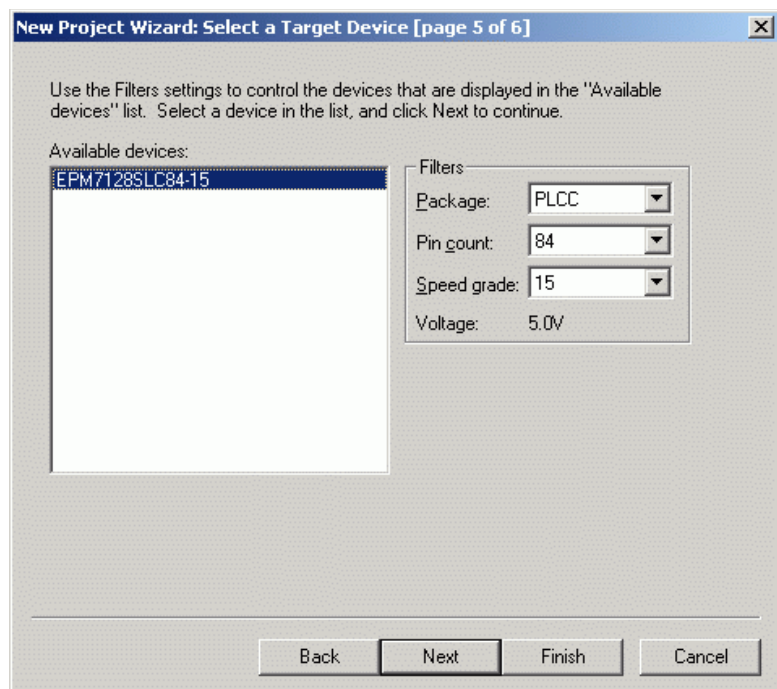 New Project Wizard: Select a Target Device [page 5 of 6]
Use the Filters settings to control the devices that are displayed in the "Available
devices" list. Select a device in the list, and click Next to continue.
Available devices:
EPM7128SLC84-15
Filters
Package: PLCC
Pin count: 84
Speed grade: 15
Voltage: 5.0V
Back Next Finish Cancel